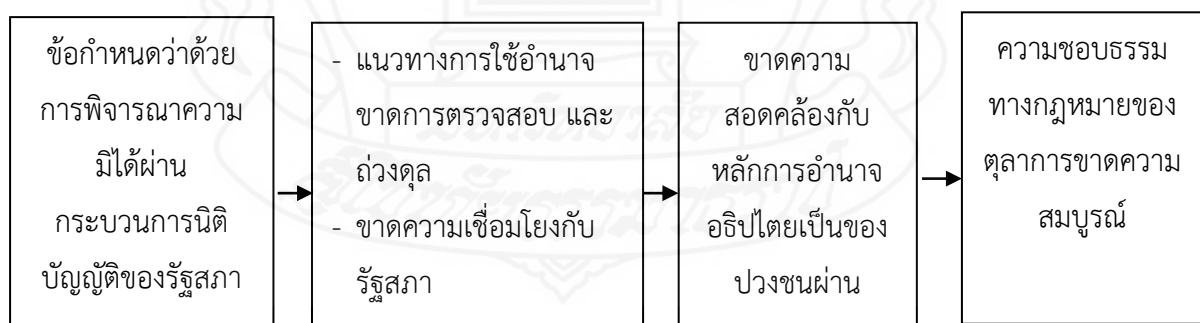 ข้อกำหนดว่าด้วย
การพิจารณาความ
มิได้ผ่าน
กระบวนการนิติ
บัญญัติของรัฐสภา
- แนวทางการใช้อำนาจ
ขาดการตรวจสอบ และ
ถ่วงดุล
- ขาดความเชื่อมโยงกับ
รัฐสภา
ขาดความ
สอดคล้องกับ
หลักการอำนาจ
อธิปไตยเป็นของ
ปวงชนผ่าน
ความชอบธรรม
ทางกฎหมายของ
ตุลาการขาดความ
สมบูรณ์